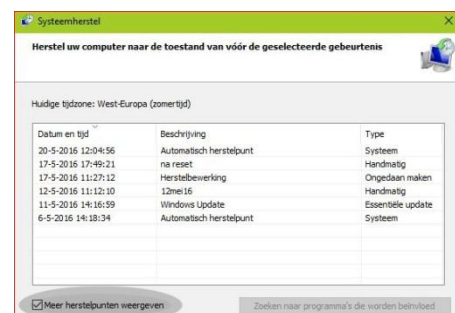 Systeemherstel
Herstel uw computer naar de toestand van vóór de geselecteerde gebeurtenis
Huidige tijdzone: West-Europa (zomertijd)
Datum en tijd Beschrijving Type
20-5-2016 12:04:56 Automatisch herstelpunt Systeem
17-5-2016 17:49:21 na reset Handmatig
17-5-2016 11:27:12 Herstelbewerking Ongedaan maken
12-5-2016 11:12:10 12mei16 Handmatig
11-5-2016 14:16:59 Windows Update Essentiële update
6-5-2016 14:18:34 Automatisch herstelpunt Systeem
Meer herstelpunten weergeven Zoeken naar programma's die worden beïnvloed